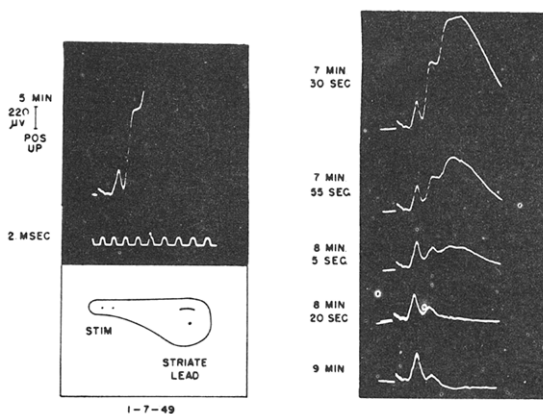 5 MIN
220
μV
POS
UP
2 MSEC
STIM
STRIATE
LEAD
1-7-49
7 MIN
30 SEC
7 MIN
55 SEC
8 MIN
5 SEC
8 MIN
20 SEC
9 MIN